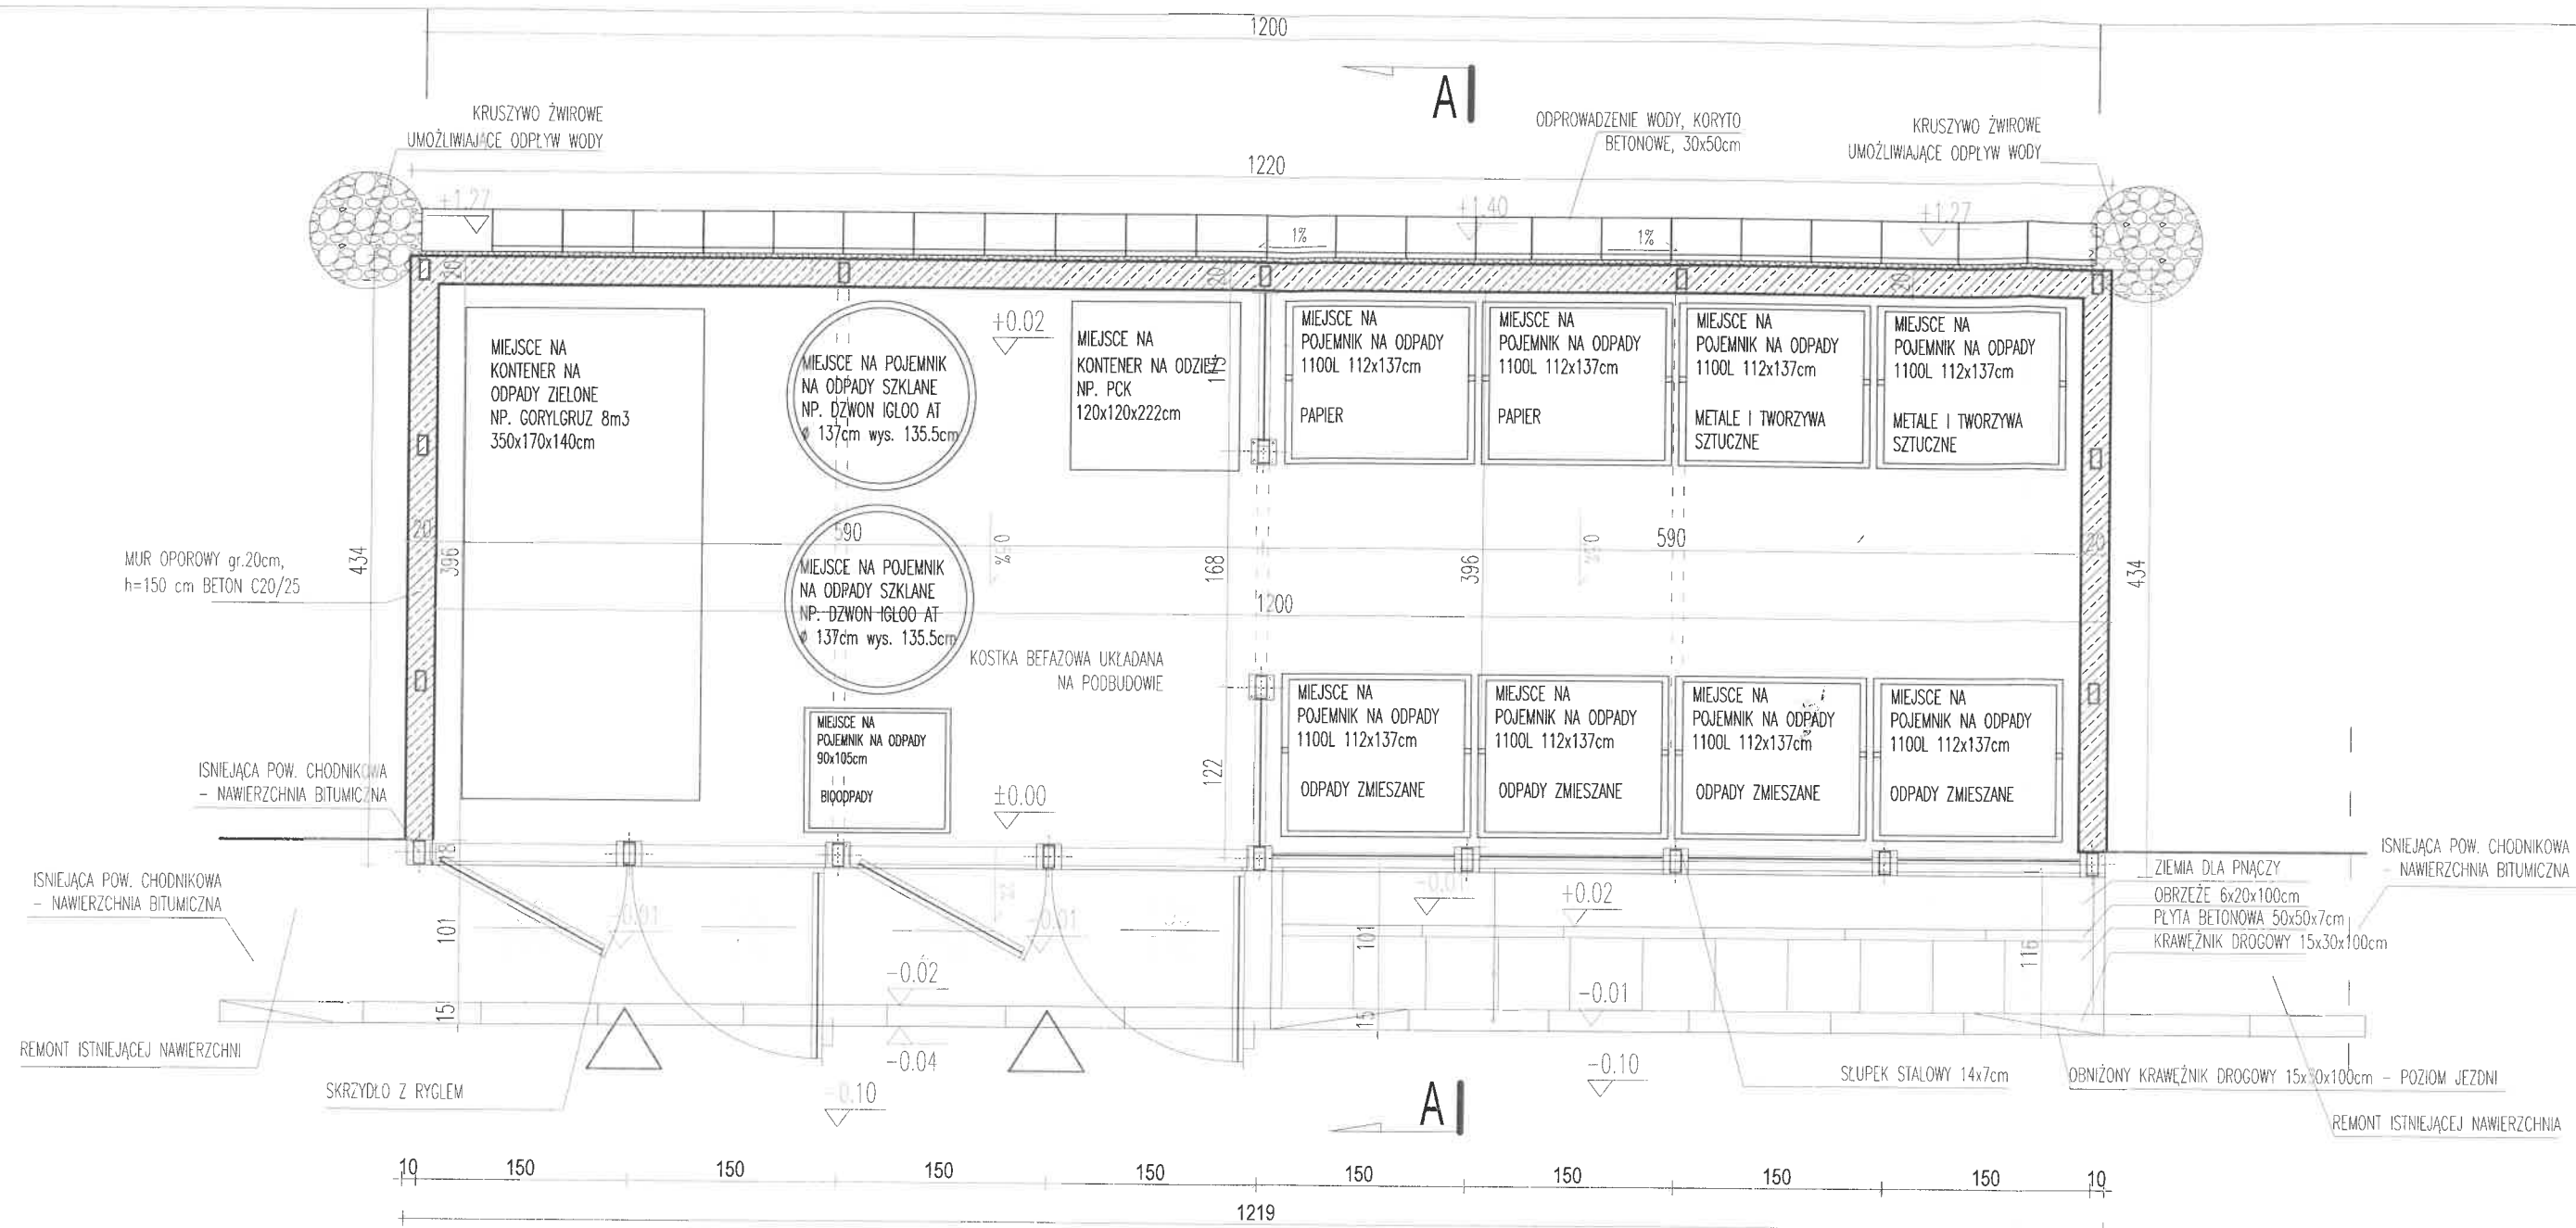 1200
A
KRUSZYWO ŻWIROWE
UMOŻLIWIAJĄCE ODPŁYW WODY
ODPROWADZENIE WODY, KORYTO
BETONOWE, 30x50cm
KRUSZYWO ŻWIROWE
UMOŻLIWIAJĄCE ODPŁYW WODY
1220
+1.27
+1.40
+1.27
1%
1%
20
20
20
MIEJSCE NA
KONTENER NA
ODPADY ZIELONE
NP. GORYLGRUZ 8m3
350x170x140cm
MIEJSCE NA POJEMNIK
NA ODPADY SZKLANE
NP. DZWON IGLOO AT
ϕ 137cm wys. 135.5cm
+0.02
MIEJSCE NA
KONTENER NA ODZIEŻ
NP. PCK
120x120x222cm
MIEJSCE NA
POJEMNIK NA ODPADY
1100L 112x137cm
PAPIER
MIEJSCE NA
POJEMNIK NA ODPADY
1100L 112x137cm
PAPIER
MIEJSCE NA
POJEMNIK NA ODPADY
1100L 112x137cm
METALE I TWORZYWA
SZTUCZNE
MIEJSCE NA
POJEMNIK NA ODPADY
1100L 112x137cm
METALE I TWORZYWA
SZTUCZNE
MUR OPOROWY gr.20cm,
h=150 cm BETON C20/25
434
20
396
590
168
396
590
20
434
1200
MIEJSCE NA POJEMNIK
NA ODPADY SZKLANE
NP. DZWON IGLOO AT
ϕ 137cm wys. 135.5cm
KOSTKA BEFAZOWA UKŁADANA
NA PODBUDOWIE
MIEJSCE NA
POJEMNIK NA ODPADY
90x105cm
BIOODPADY
±0.00
122
MIEJSCE NA
POJEMNIK NA ODPADY
1100L 112x137cm
ODPADY ZMIESZANE
MIEJSCE NA
POJEMNIK NA ODPADY
1100L 112x137cm
ODPADY ZMIESZANE
MIEJSCE NA
POJEMNIK NA ODPADY
1100L 112x137cm
ODPADY ZMIESZANE
MIEJSCE NA
POJEMNIK NA ODPADY
1100L 112x137cm
ODPADY ZMIESZANE
ISNIEJĄCA POW. CHODNIKOWA
- NAWIERZCHNIA BITUMICZNA
ISNIEJĄCA POW. CHODNIKOWA
- NAWIERZCHNIA BITUMICZNA
18
101
15
-0.01
-0.01
-0.01
+0.02
101
15
116
-0.02
-0.04
-0.01
-0.10
-0.10
ISNIEJĄCA POW. CHODNIKOWA
- NAWIERZCHNIA BITUMICZNA
ZIEMIA DLA PNĄCZY
OBRZEŻE 6x20x100cm
PŁYTA BETONOWA 50x50x7cm
KRAWĘŻNIK DROGOWY 15x30x100cm
REMONT ISTNIEJĄCEJ NAWIERZCHNI
SKRZYDŁO Z RYGLEM
A
SŁUPEK STALOWY 14x7cm
OBNIŻONY KRAWĘŻNIK DROGOWY 15x30x100cm - POZIOM JEZDNI
REMONT ISTNIEJĄCEJ NAWIERZCHNIA
10 150 150 150 150 150 150 150 150 10
1219